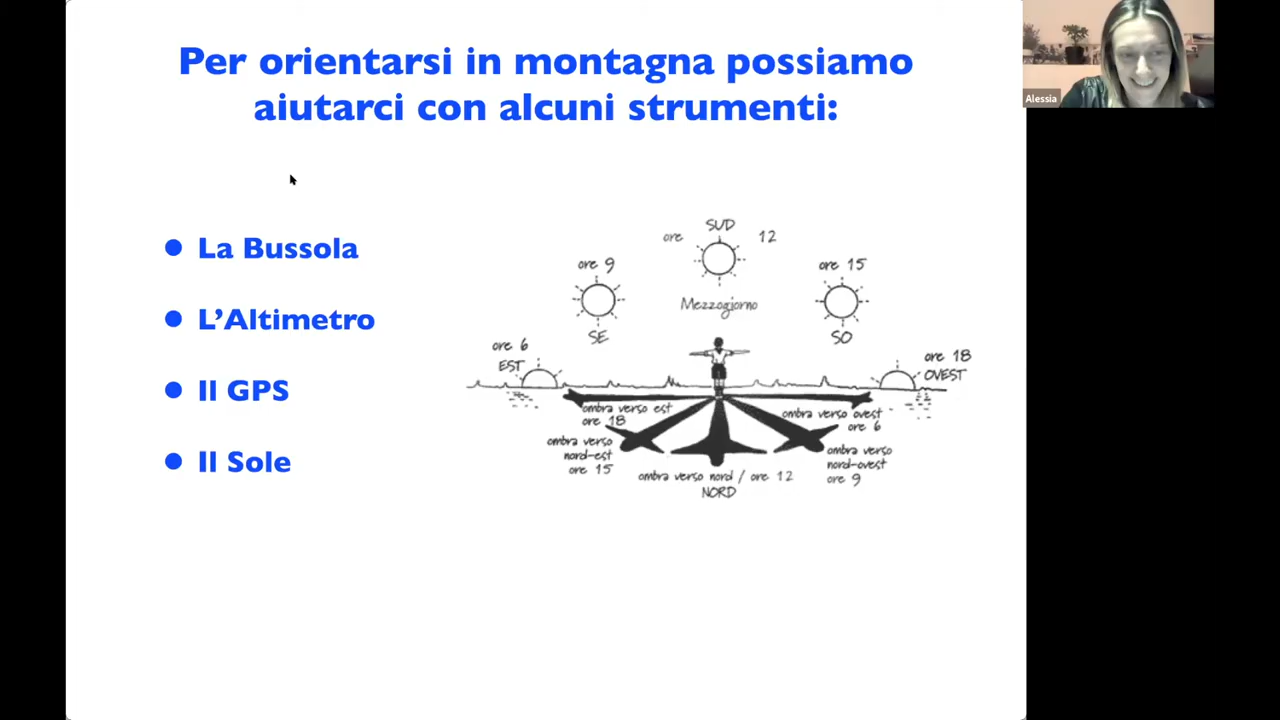 Per orientarsi in montagna possiamo
aiutarci con alcuni strumenti:
Alessia
La Bussola
L'Altimetro
Il GPS
Il Sole
SUD
ore 12
ore 9
ore 15
Mezzogiorno
SE
SO
ore 6
EST
ore 18
OVEST
ombra verso est
ore 18
ombra verso ovest
ore 6
ombra verso
nord-est
ore 15
ombra verso
nord-ovest
ore 9
ombra verso nord / ore 12
NORD